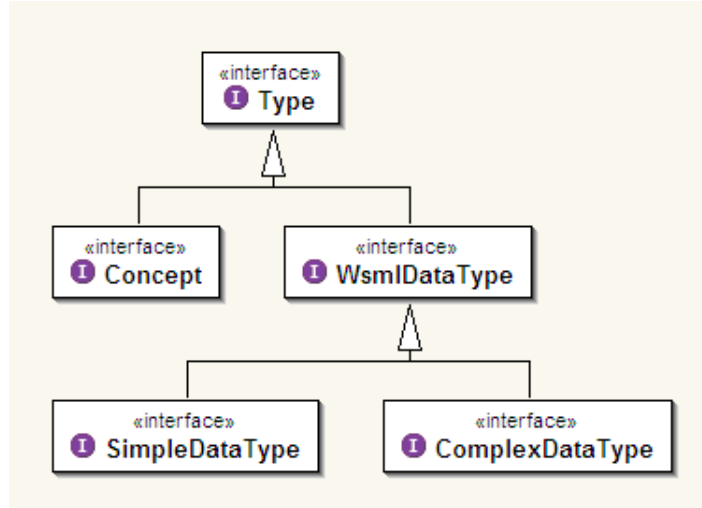 «interface»
I Type
«interface»
I Concept
«interface»
I WsmlDataType
«interface»
I SimpleDataType
«interface»
I ComplexDataType